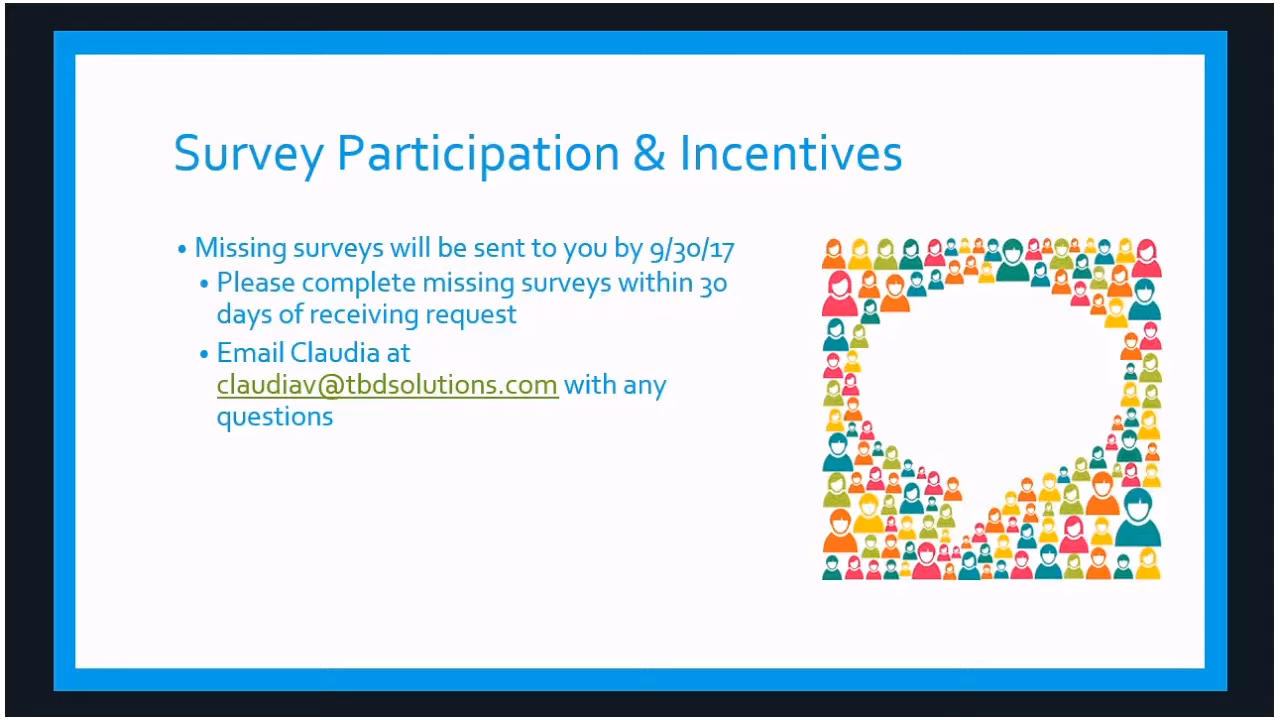 Survey Participation & Incentives
• Missing surveys will be sent to you by 9/30/17
• Please complete missing surveys within 30
days of receiving request
• Email Claudia at
claudiav@tbdsolutions.com with any
questions